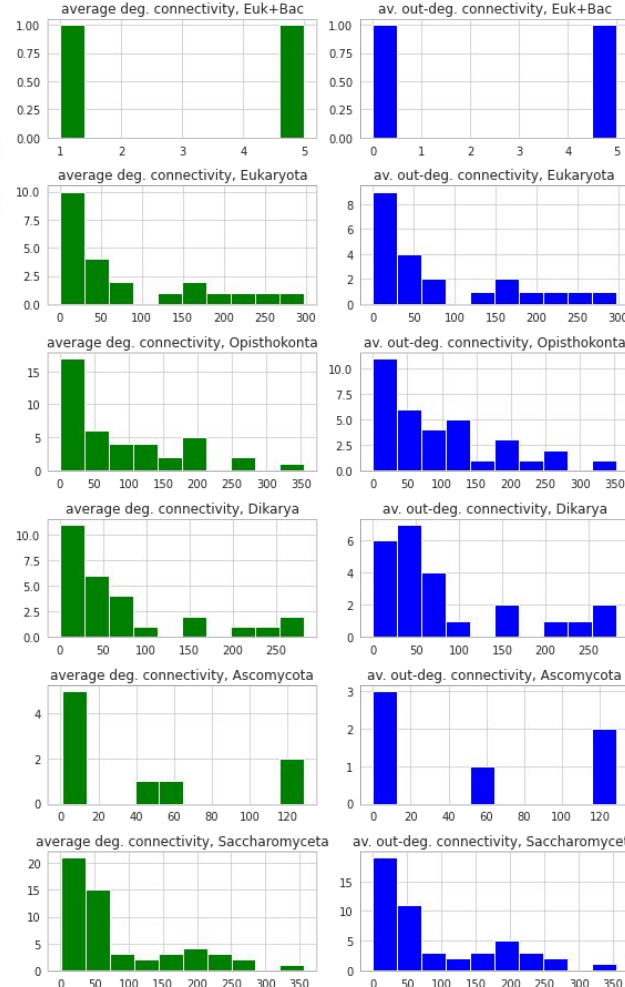 average deg. connectivity, Euk+Bac
av. out-deg. connectivity, Euk+Bac
1.00 1.00
0.75 0.75
0.50 0.50
0.25 0.25
0.00 0.00
1 2 3 4 5
0 1 2 3 4 5
average deg. connectivity, Eukaryota
av. out-deg. connectivity, Eukaryota
10.0
7.5
5.0
2.5
0.0
8
6
4
2
0
0 50 100 150 200 250 300
0 50 100 150 200 250 300
average deg. connectivity, Opisthokonta
av. out-deg. connectivity, Opisthokonta
15
10
5
0
10.0
7.5
5.0
2.5
0.0
0 50 100 150 200 250 300 350
0 50 100 150 200 250 300 350
average deg. connectivity, Dikarya
av. out-deg. connectivity, Dikarya
10.0
7.5
5.0
2.5
0.0
6
4
2
0
0 50 100 150 200 250
0 50 100 150 200 250
average deg. connectivity, Ascomycota
av. out-deg. connectivity, Ascomycota
4
2
0
3
2
1
0
0 20 40 60 80 100 120
0 20 40 60 80 100 120
average deg. connectivity, Saccharomyceta
av. out-deg. connectivity, Saccharomycet
20
15
10
5
0
15
10
5
0
0 50 100 150 200 250 300 350
0 50 100 150 200 250 300 350